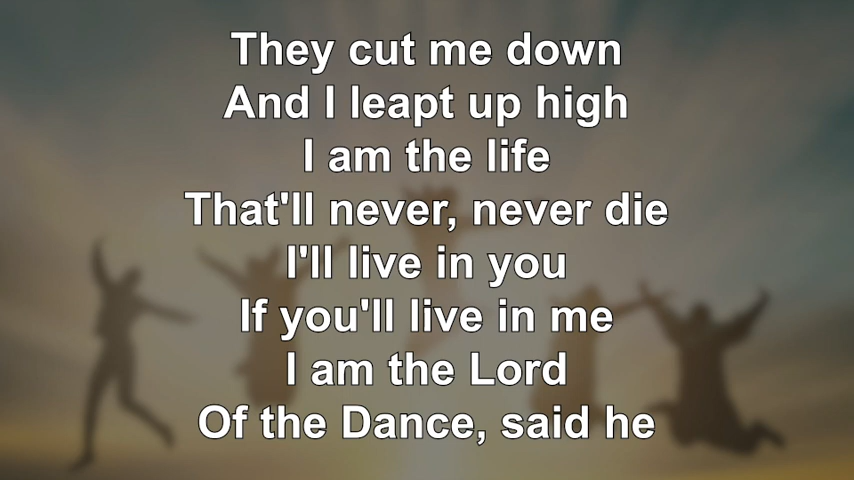 They cut me down
And I leapt up high
I am the life
That'll never, never die
I'll live in you
If you'll live in me
I am the Lord
Of the Dance, said he